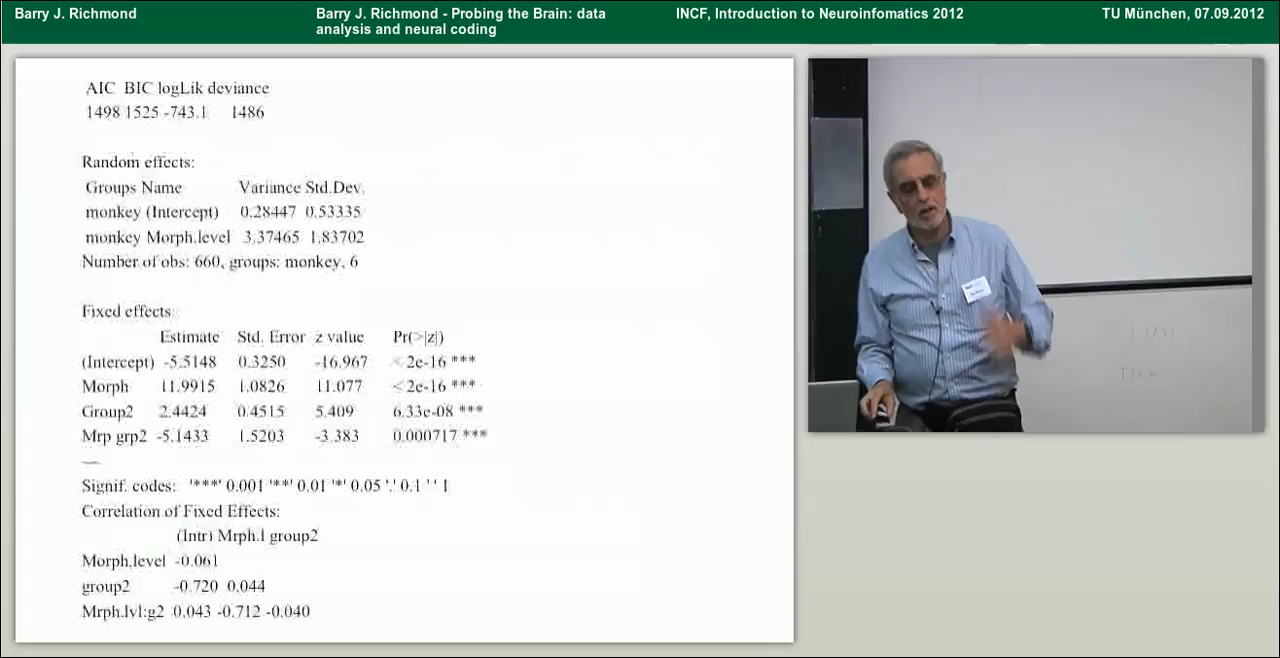 Barry J. Richmond
Barry J. Richmond - Probing the Brain: data
analysis and neural coding
INCF, Introduction to Neuroinfomatics 2012
TU München, 07.09.2012
AIC BIC logLik deviance
1498 1525 -743.1 1486
Random effects:
Groups Name Variance Std.Dev.
monkey (Intercept) 0.28447 0.53335
monkey Morph.level 3.37465 1.83702
Number of obs: 660, groups: monkey, 6
Fixed effects:
Estimate Std. Error z value Pr(>|z|)
(Intercept) -5.5148 0.3250 -16.967 < 2e-16 ***
Morph 11.9915 1.0826 11.077 < 2e-16 ***
Group2 2.4424 0.4515 5.409 6.33e-08 ***
Mrp grp2 -5.1433 1.5203 -3.383 0.000717 ***
—
Signif. codes: '***' 0.001 '**' 0.01 '*' 0.05 '.' 0.1 ' ' 1
Correlation of Fixed Effects:
(Intr) Mrph.l group2
Morph.level -0.061
group2 -0.720 0.044
Mrph.lvl:g2 0.043 -0.712 -0.040